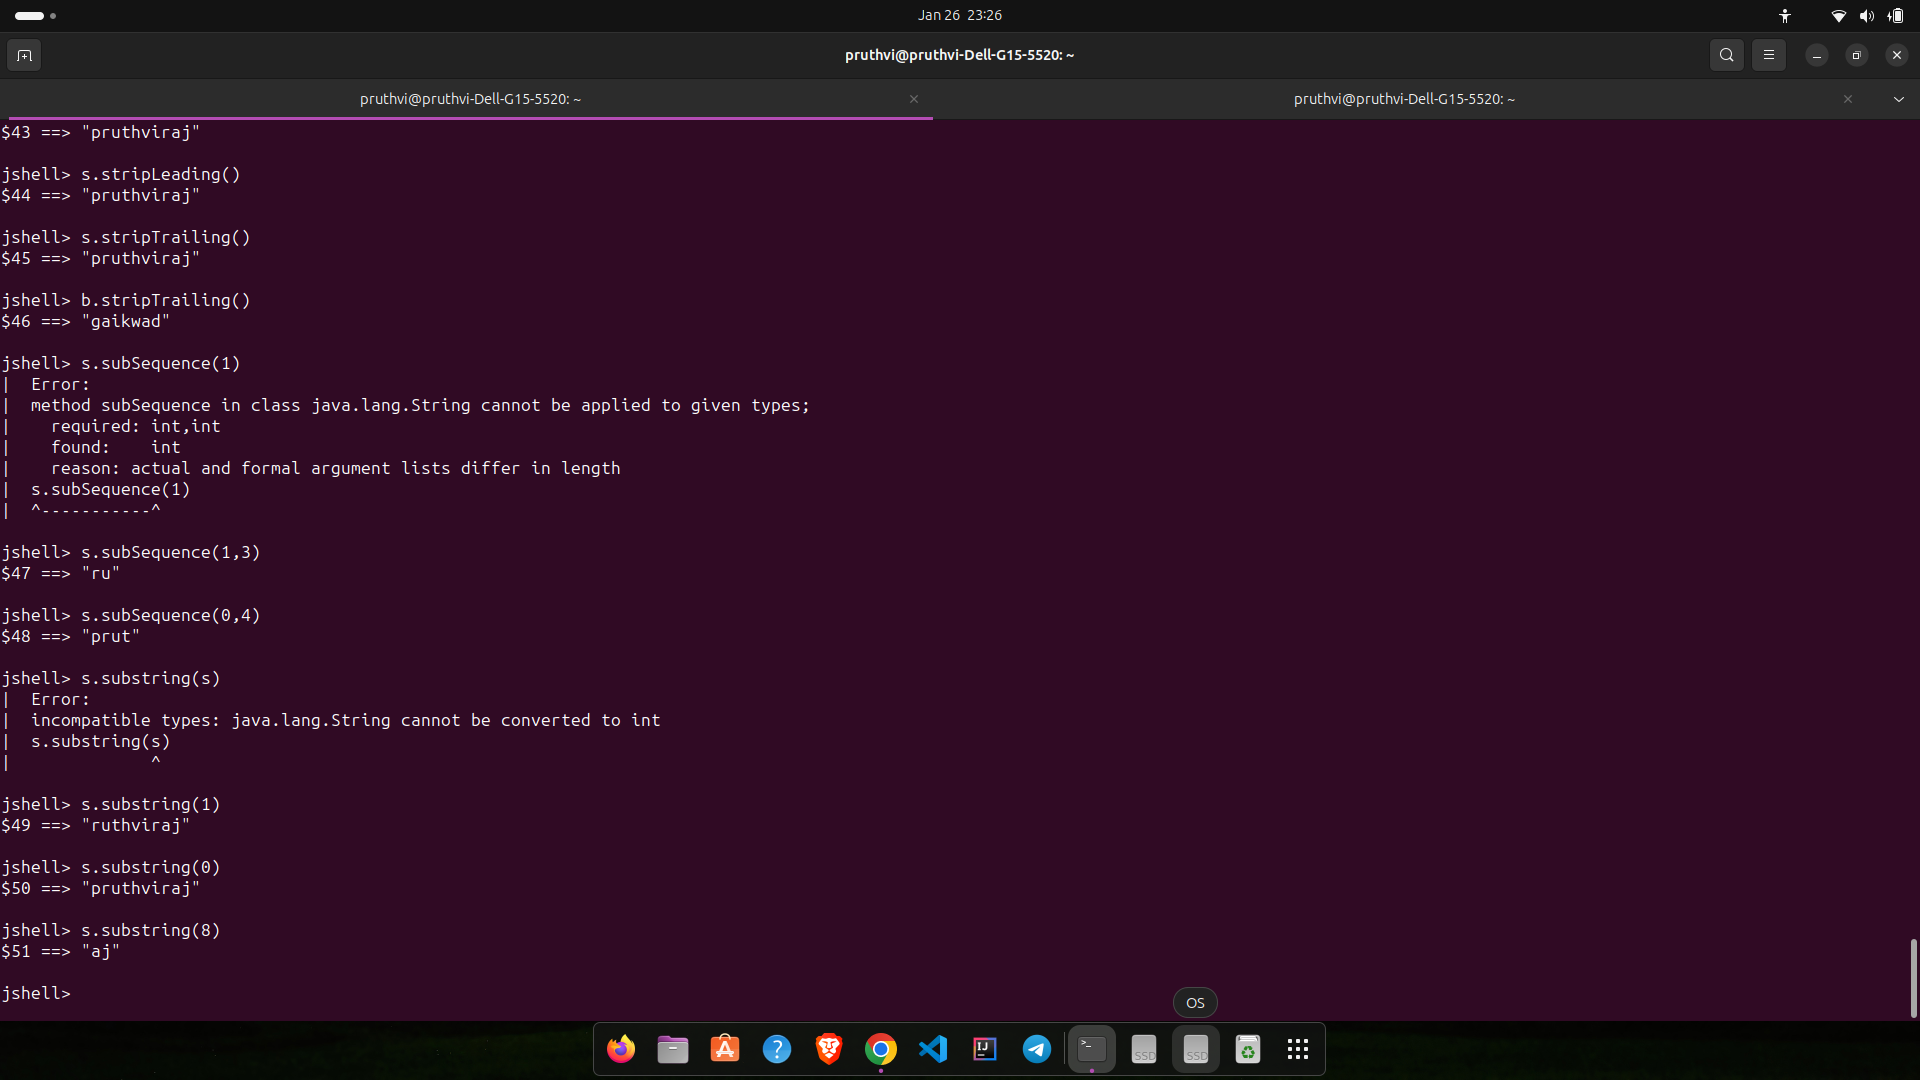 Jan 26 23:26
pruthvi@pruthvi-Dell-G15-5520: ~
pruthvi@pruthvi-Dell-G15-5520: ~
pruthvi@pruthvi-Dell-G15-5520: ~
$43 ==> "pruthviraj"
jshell> s.stripLeading()
$44 ==> "pruthviraj"
jshell> s.stripTrailing()
$45 ==> "pruthviraj"
jshell> b.stripTrailing()
$46 ==> "gaikwad"
jshell> s.subSequence(1)
|  Error:
|  method subSequence in class java.lang.String cannot be applied to given types;
|    required: int,int
|    found:    int
|    reason: actual and formal argument lists differ in length
|  s.subSequence(1)
|  ^-----------^
jshell> s.subSequence(1,3)
$47 ==> "ru"
jshell> s.subSequence(0,4)
$48 ==> "prut"
jshell> s.substring(s)
|  Error:
|  incompatible types: java.lang.String cannot be converted to int
|  s.substring(s)
|              ^
jshell> s.substring(1)
$49 ==> "ruthviraj"
jshell> s.substring(0)
$50 ==> "pruthviraj"
jshell> s.substring(8)
$51 ==> "aj"
jshell>
OS
SSD
SSD